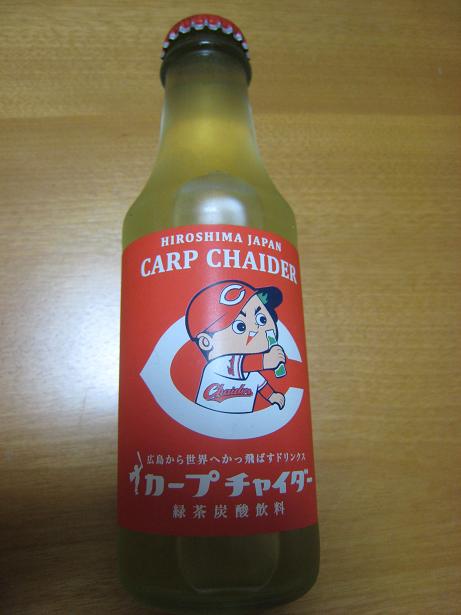 HIROSHIMA JAPAN
CARP CHAIDER
C
Chaider
広島から世界へかっ飛ばすドリンクス
カープチャイダー
緑茶炭酸飲料